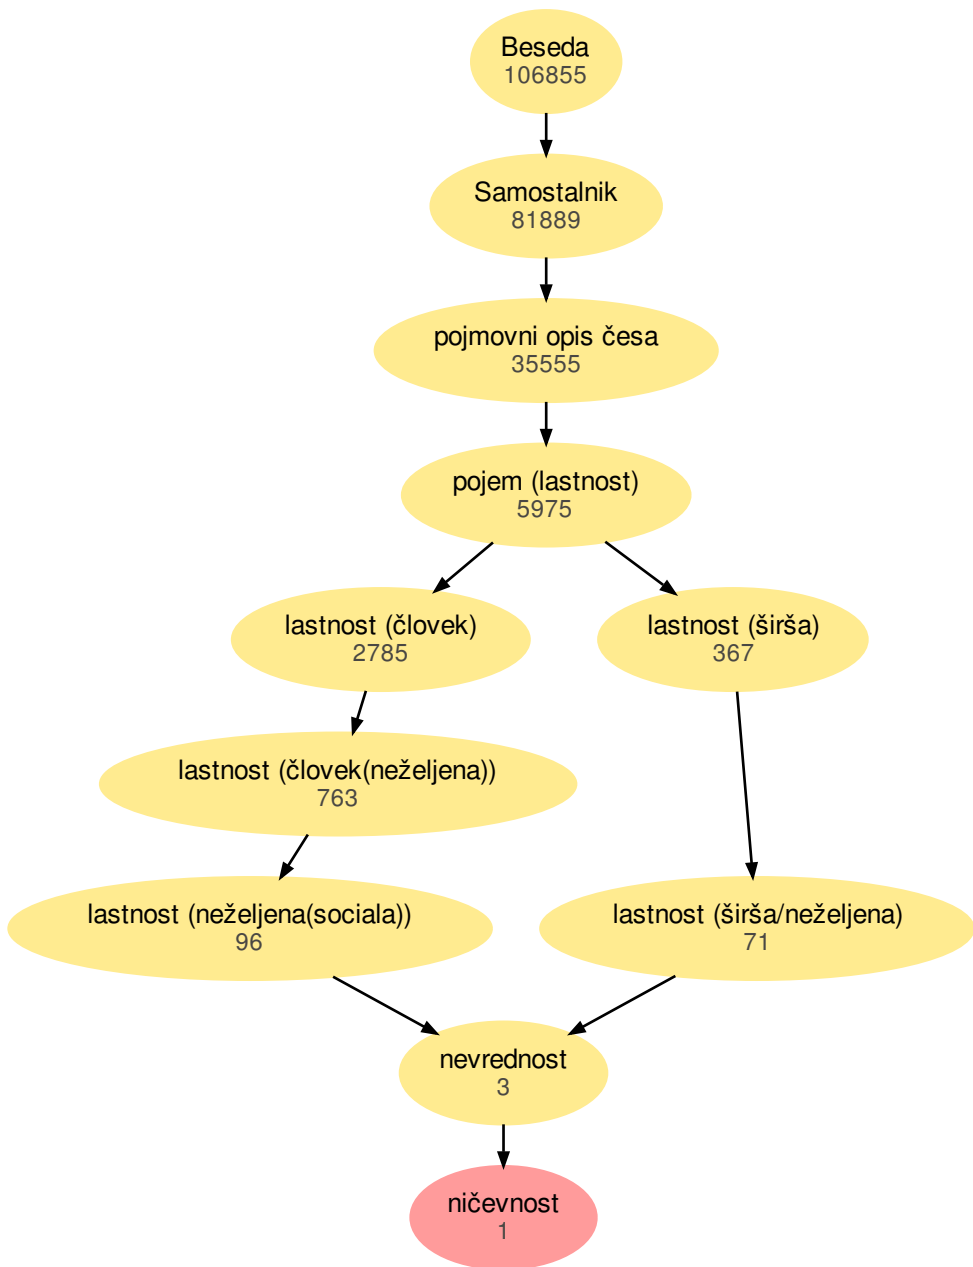 Beseda
106855
Samostalnik
81889
pojmovni opis česa
35555
pojem (lastnost)
5975
lastnost (človek)
2785
lastnost (širša)
367
lastnost (človek(neželjena))
763
lastnost (neželjena(sociala))
96
lastnost (širša/neželjena)
71
nevrednost
3
ničevnost
1